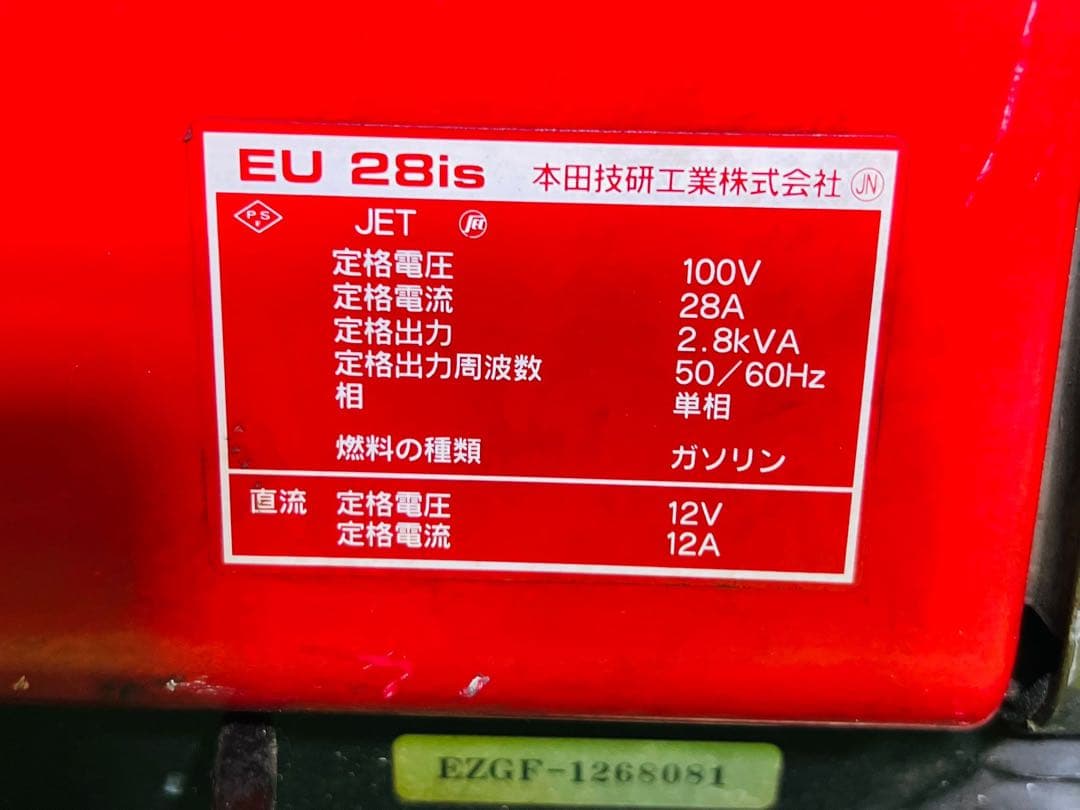 EU 28is 本田技研工業株式会社 JN
PSE JET JET
定格電圧 100V
定格電流 28A
定格出力 2.8kVA
定格出力周波数 50/60Hz
相 単相
燃料の種類 ガソリン
直流 定格電圧 12V
定格電流 12A
EZGF-1268081